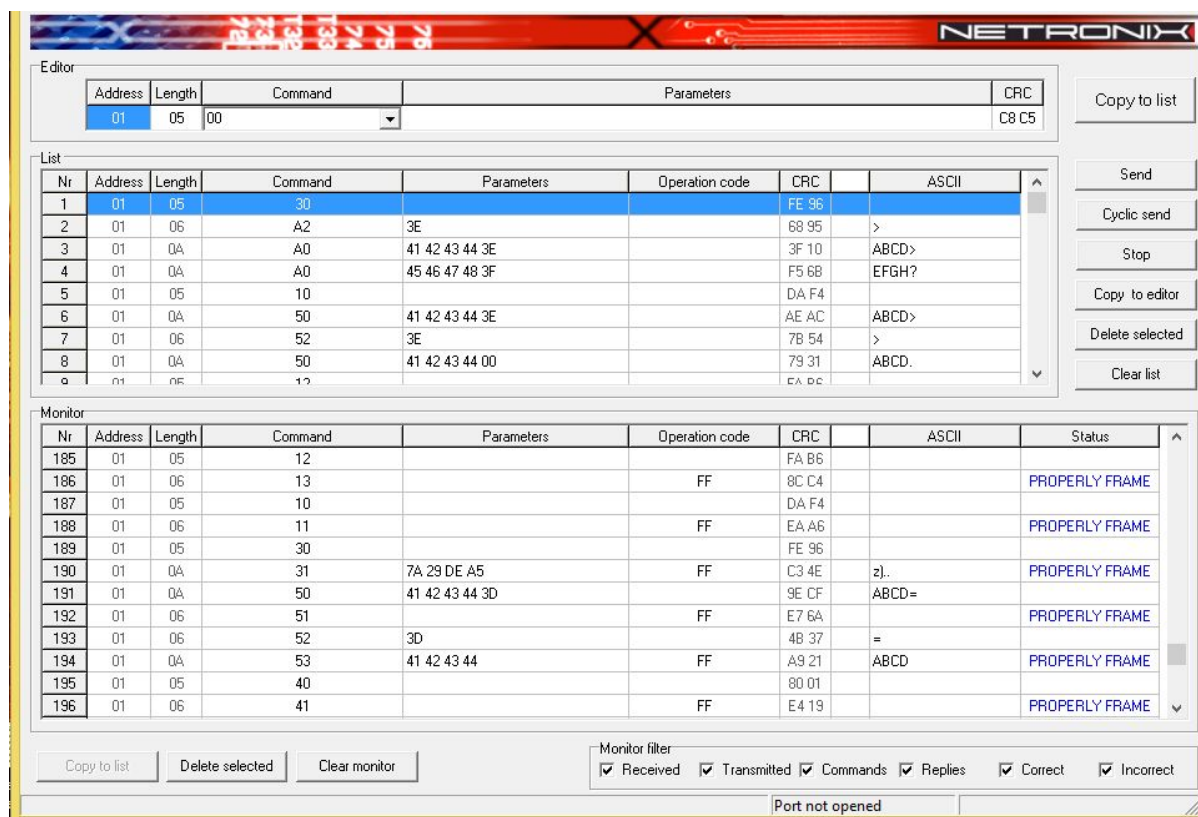 72 73 T32 T33 74 75 76 NETRONIX
Editor
Address Length Command Parameters CRC
01 05 00 C8 C5
Copy to list
List
Nr Address Length Command Parameters Operation code CRC ASCII
1 01 05 30 FE 96
2 01 06 A2 3E 68 95 >
3 01 0A A0 41 42 43 44 3E 3F 10 ABCD>
4 01 0A A0 45 46 47 48 3F F5 6B EFGH?
5 01 05 10 DA F4
6 01 0A 50 41 42 43 44 3E AE AC ABCD>
7 01 06 52 3E 7B 54 >
8 01 0A 50 41 42 43 44 00 79 31 ABCD.
9 01 05 12
Send
Cyclic send
Stop
Copy to editor
Delete selected
Clear list
Monitor
Nr Address Length Command Parameters Operation code CRC ASCII Status
185 01 05 12 FA B6
186 01 06 13 FF 8C C4 PROPERLY FRAME
187 01 05 10 DA F4
188 01 06 11 FF EA A6 PROPERLY FRAME
189 01 05 30 FE 96
190 01 0A 31 7A 29 DE A5 FF C3 4E z).. PROPERLY FRAME
191 01 0A 50 41 42 43 44 3D 9E CF ABCD=
192 01 06 51 FF E7 6A PROPERLY FRAME
193 01 06 52 3D 4B 37 =
194 01 0A 53 41 42 43 44 FF A9 21 ABCD PROPERLY FRAME
195 01 05 40 80 01
196 01 06 41 FF E4 19 PROPERLY FRAME
Copy to list Delete selected Clear monitor
Monitor filter
Received Transmitted Commands Replies Correct Incorrect
Port not opened